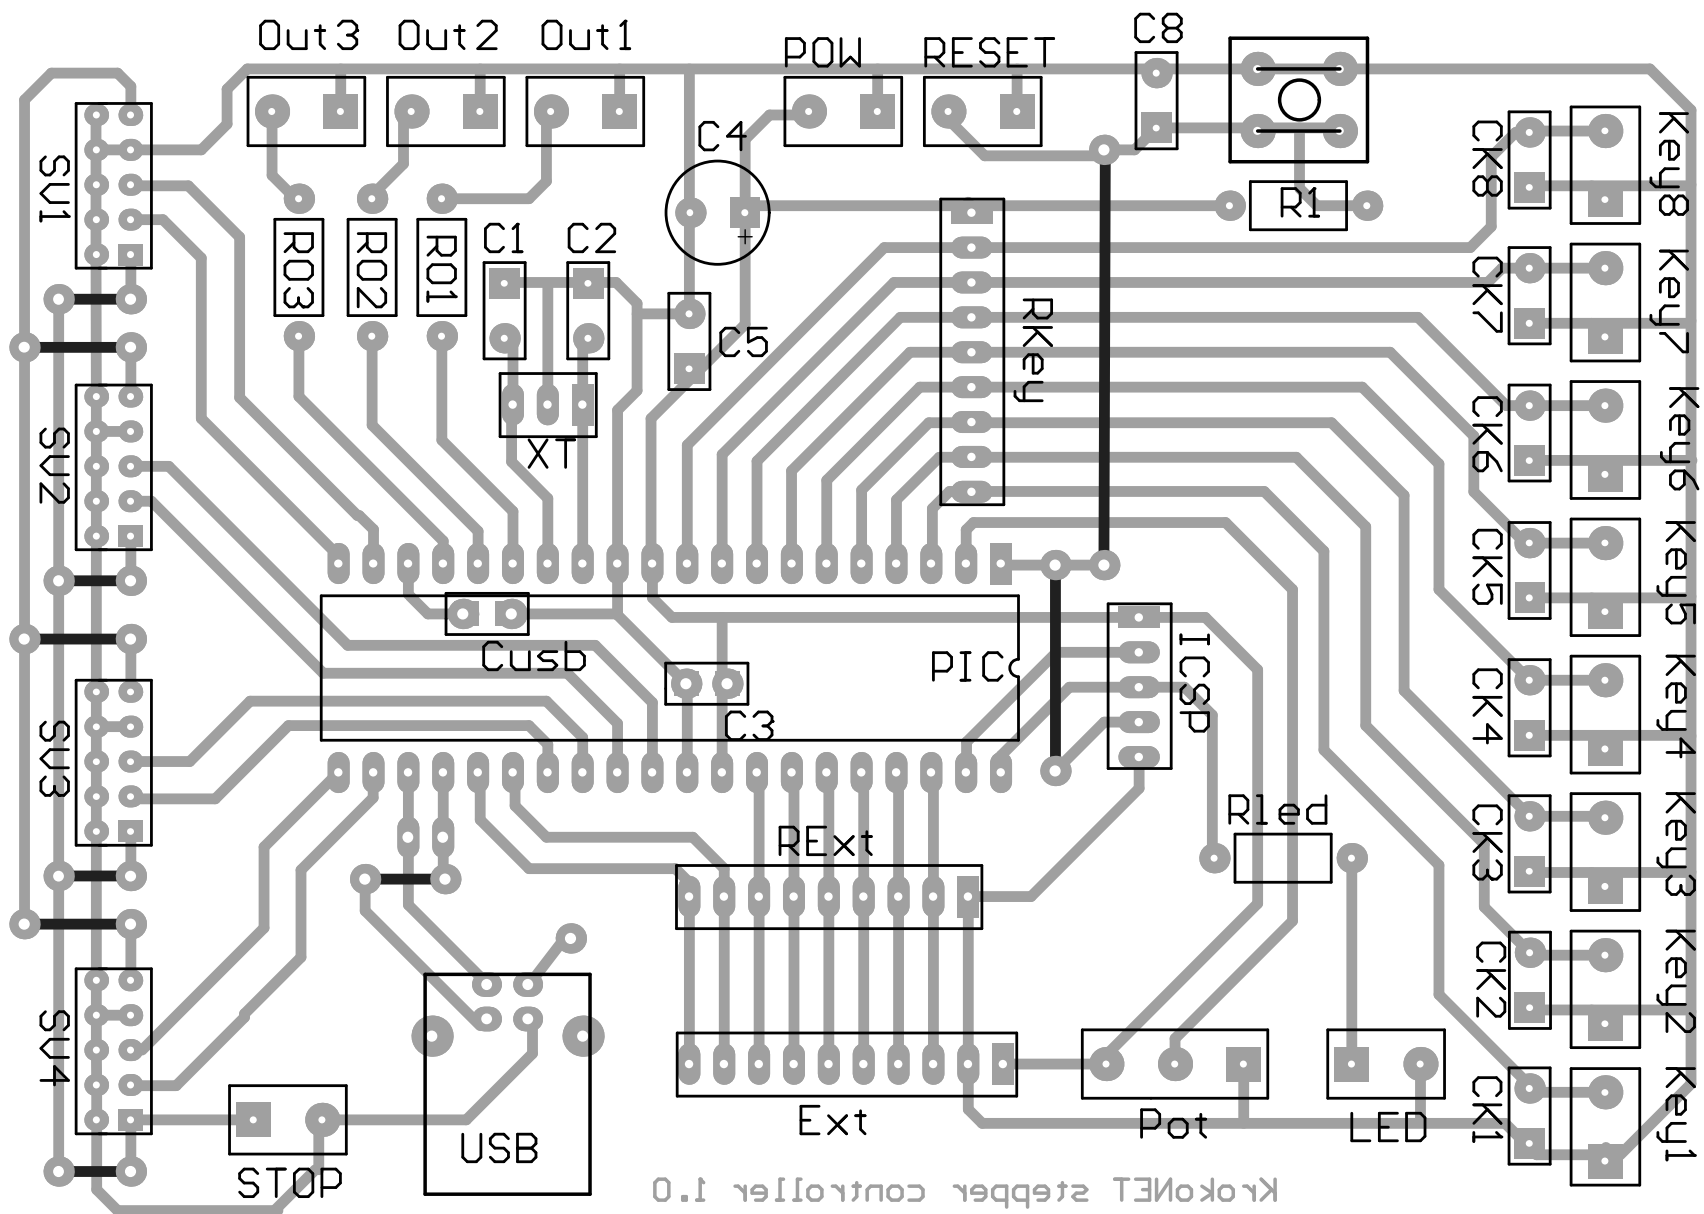 Out3 Out2 Out1
POW RESET C8
C4
SV1
CK8 Key8
R1
RO3 RO2 RO1
C1 C2
CK7 Key7
RKey
C5
SV2
XT
CK6 Key6
CK5 Key5
Cusb
PIC
ICSP
C3
CK4 Key4
SV3
RExt
Rled
CK3 Key3
CK2 Key2
SV4
Ext
Pot
LED
CK1 Key1
USB
STOP
KrokoNET stepper controller 1.0